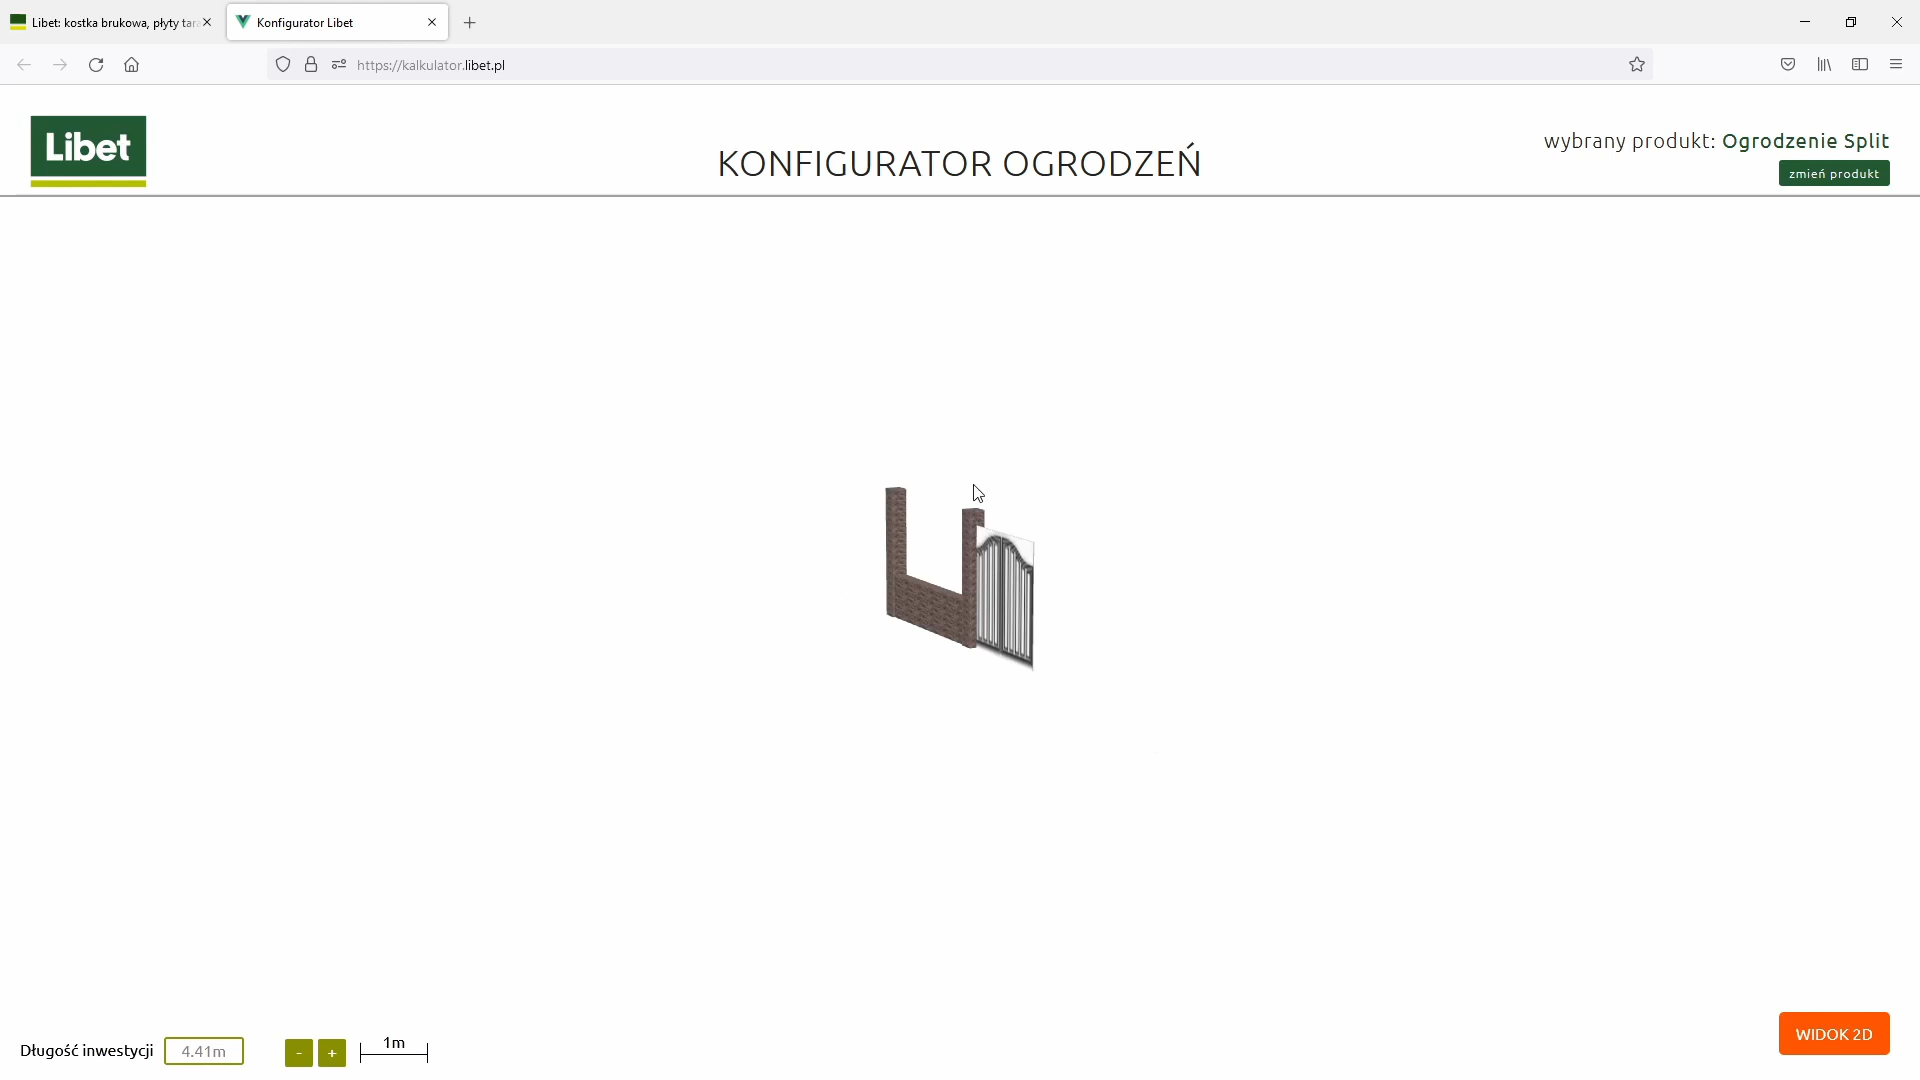 Libet: kostka brukowa, płyty tara
Konfigurator Libet
https://kalkulator.libet.pl
Libet
KONFIGURATOR OGRODZEŃ
wybrany produkt: Ogrodzenie Split
zmień produkt
Długość inwestycji 4.41m - + 1m
WIDOK 2D